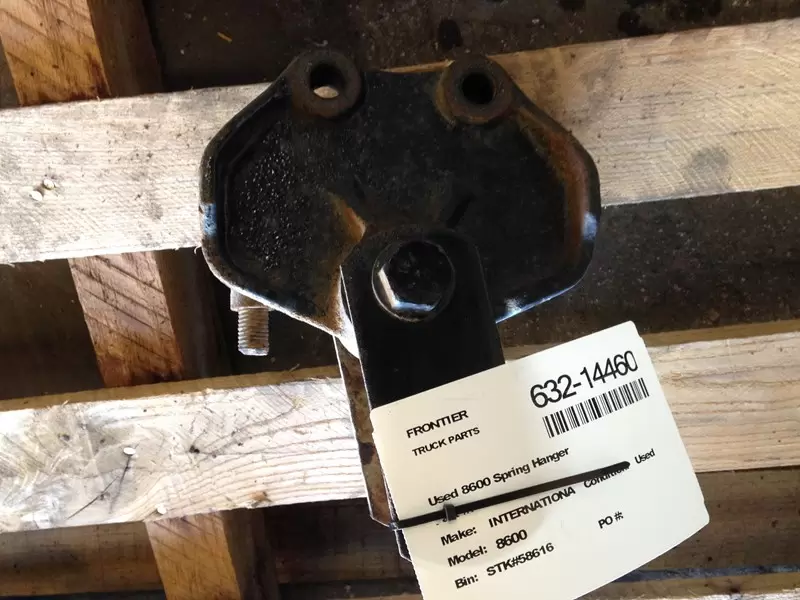 632-14460
FRONTIER
TRUCK PARTS
Used 8600 Spring Hanger
Condition: Used
Make: INTERNATIONA
Model: 8600
PO #:
Bin: STK#58616